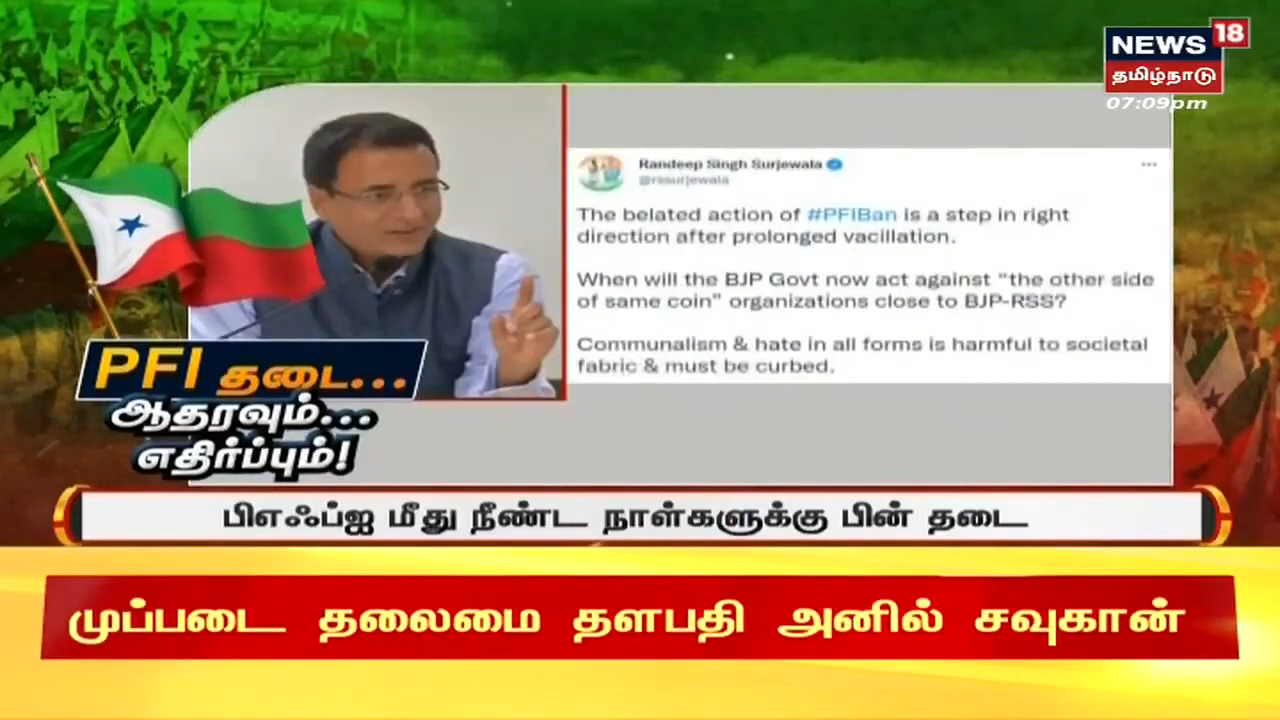 NEWS 18
தமிழ்நாடு
07:09pm
Randeep Singh Surjewala
@rssurjewala
The belated action of #PFIBan is a step in right
direction after prolonged vacillation.
When will the BJP Govt now act against “the other side
of same coin” organizations close to BJP-RSS?
Communalism & hate in all forms is harmful to societal
fabric & must be curbed.
PFI தடை...
ஆதரவும்...
எதிர்ப்பும்!
பிஎஃப்ஐ மீது நீண்ட நாள்களுக்கு பின் தடை
முப்படை தலைமை தளபதி அனில் சவுகான்